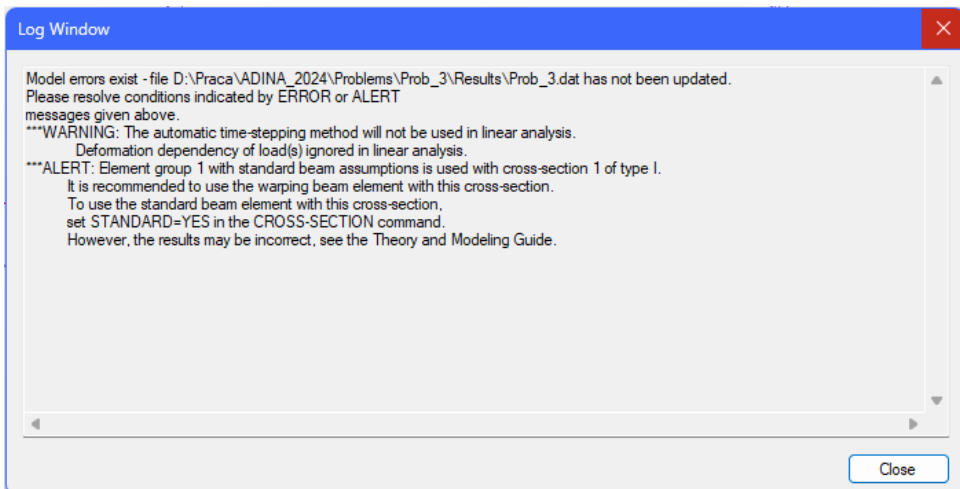 Log Window
Model errors exist - file D:\Praca\ADINA_2024\Problems\Prob_3\Results\Prob_3.dat has not been updated.
Please resolve conditions indicated by ERROR or ALERT
messages given above.
***WARNING: The automatic time-stepping method will not be used in linear analysis.
Deformation dependency of load(s) ignored in linear analysis.
***ALERT: Element group 1 with standard beam assumptions is used with cross-section 1 of type I.
It is recommended to use the warping beam element with this cross-section.
To use the standard beam element with this cross-section,
set STANDARD=YES in the CROSS-SECTION command.
However, the results may be incorrect, see the Theory and Modeling Guide.
Close